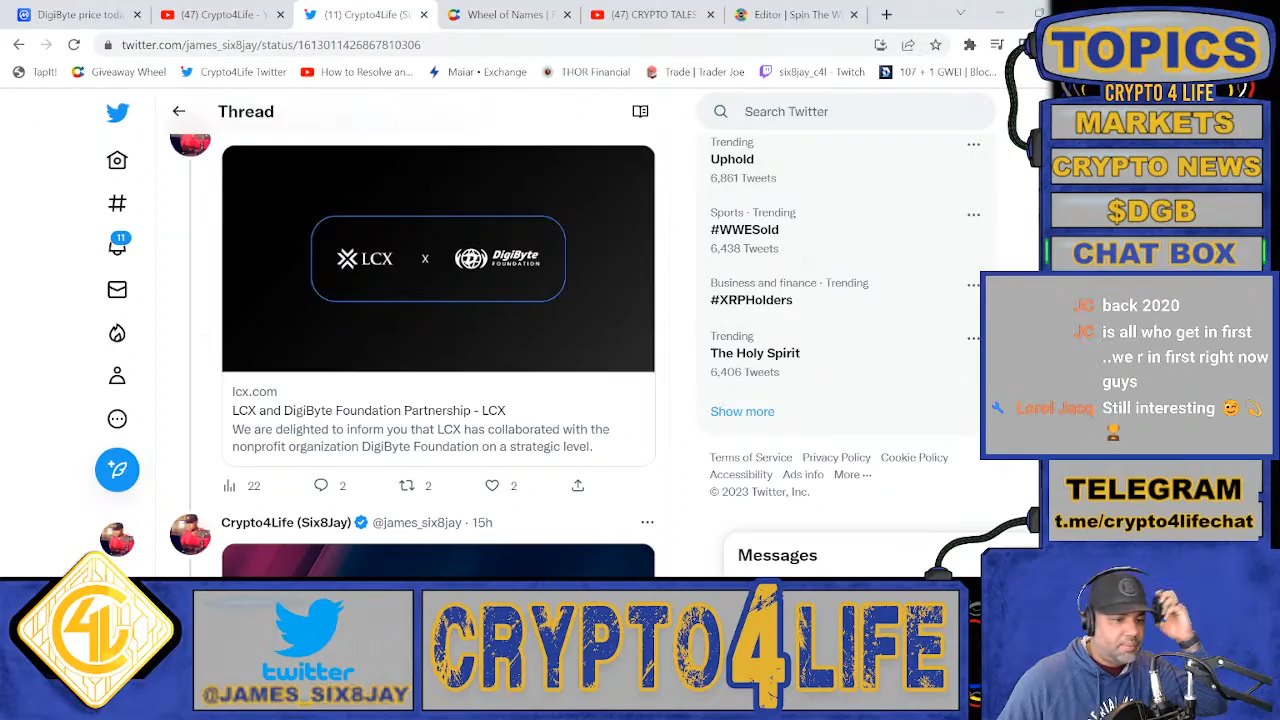 DigiByte price toda
(47) Crypto4Life - Y
(11) Crypto4Life (Si
Wheel of Names | F
(47) CRYPTO TALES
Editor | Spin The W
twitter.com/james_six8jay/status/1613011426867810306
TapIt!
Giveaway Wheel
Crypto4Life Twitter
How to Resolve an...
Maiar • Exchange
THOR Financial
Trade | Trader Joe
six8jay_c4l - Twitch
107 + 1 GWEI | Bloc...
Thread
Search Twitter
11
LCX x DigiByte
FOUNDATION
lcx.com
LCX and DigiByte Foundation Partnership - LCX
We are delighted to inform you that LCX has collaborated with the
nonprofit organization DigiByte Foundation on a strategic level.
22 2 2 2
Crypto4Life (Six8Jay) @james_six8jay · 15h
Trending
Uphold
6,861 Tweets
Sports · Trending
#WWESold
6,438 Tweets
Business and finance · Trending
#XRPHolders
Trending
The Holy Spirit
6,406 Tweets
Show more
Terms of Service Privacy Policy Cookie Policy
Accessibility Ads info More ···
© 2023 Twitter, Inc.
Messages
TOPICS
CRYPTO 4 LIFE
MARKETS
CRYPTO NEWS
$DGB
CHAT BOX
JC back 2020
JC is all who get in first
..we r in first right now
guys
Lorol Jacq Still interesting 😉 💫
🏆
TELEGRAM
t.me/crypto4lifechat
C4L
twitter
@JAMES_SIX8JAY
CRYPTO4LIFE